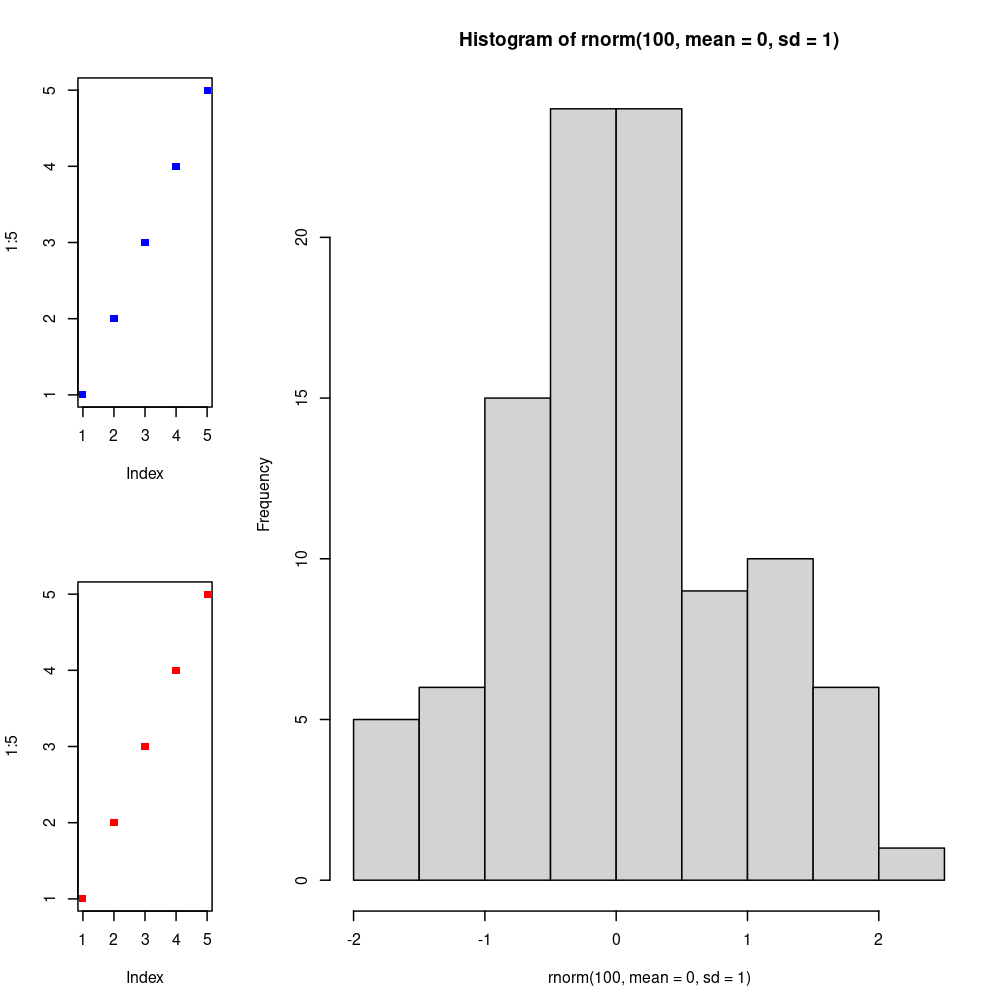 5
4
3
2
1
1:5
1 2 3 4 5
Index
5
4
3
2
1
1:5
1 2 3 4 5
Index
Histogram of rnorm(100, mean = 0, sd = 1)
20
15
10
5
0
Frequency
-2 -1 0 1 2
rnorm(100, mean = 0, sd = 1)